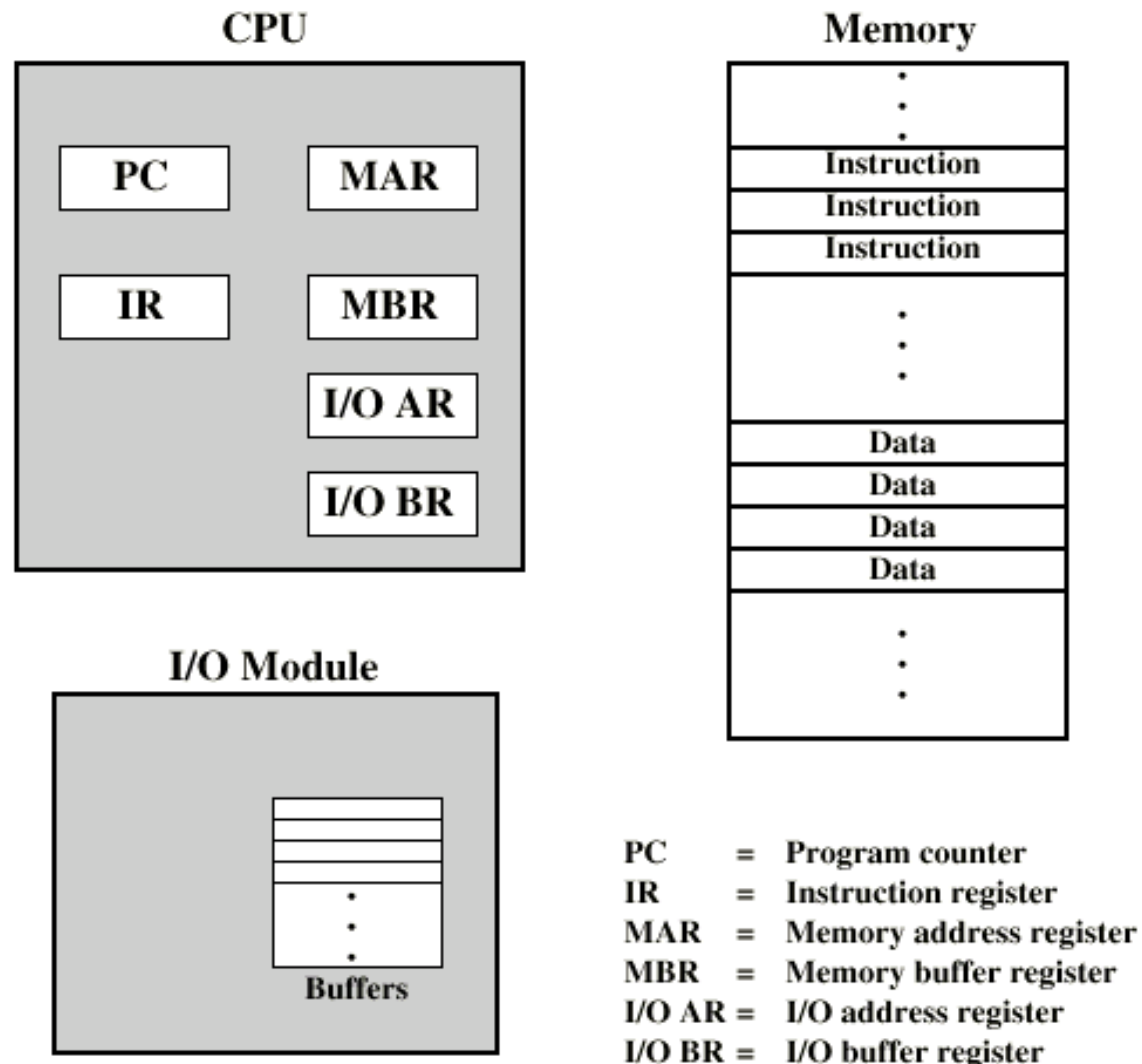 CPU
PC
MAR
IR
MBR
I/O AR
I/O BR
Memory
Instruction
Instruction
Instruction
Data
Data
Data
Data
I/O Module
Buffers
PC = Program counter
IR = Instruction register
MAR = Memory address register
MBR = Memory buffer register
I/O AR = I/O address register
I/O BR = I/O buffer register